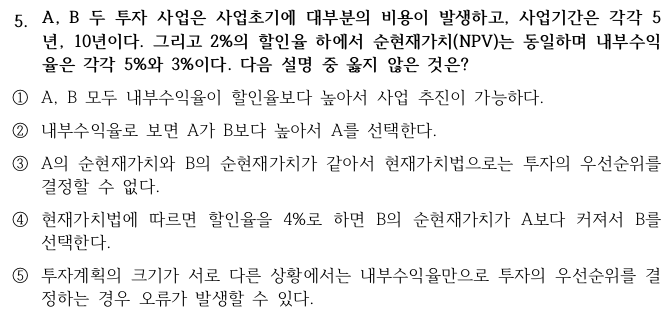 5. A, B 두 투자 사업은 사업초기에 대부분의 비용이 발생하고, 사업기간은 각각 5
년, 10년이다. 그리고 2%의 할인율 하에서 순현재가치(NPV)는 동일하며 내부수익
율은 각각 5%와 3%이다. 다음 설명 중 옳지 않은 것은?
① A, B 모두 내부수익율이 할인율보다 높아서 사업 추진이 가능하다.
② 내부수익율로 보면 A가 B보다 높아서 A를 선택한다.
③ A의 순현재가치와 B의 순현재가치가 같아서 현재가치법으로는 투자의 우선순위를
결정할 수 없다.
④ 현재가치법에 따르면 할인율을 4%로 하면 B의 순현재가치가 A보다 커져서 B를
선택한다.
⑤ 투자계획의 크기가 서로 다른 상황에서는 내부수익율만으로 투자의 우선순위를 결
정하는 경우 오류가 발생할 수 있다.